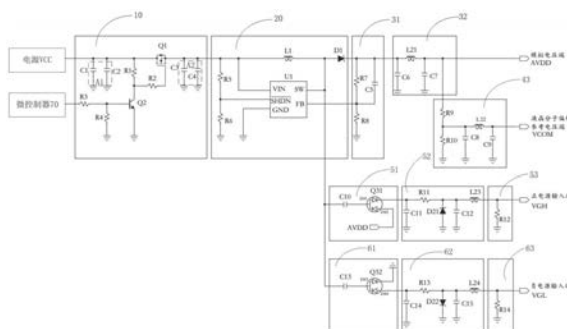 10
20
31
32
电源VCC
微控制器70
Q1
C1
C2
A1
R1
R2
C3
C4
R3
R4
Q2
L1
D1
U1
VIN
SW
SHDN
GND
FB
R5
R6
R7
R8
C5
L21
C6
C7
模拟电压端
AVDD
43
R9
R10
L22
C8
C9
液晶分子偏转
参考电压端
VCOM
51
52
53
C10
Q31
AVDD
R11
L23
C11
D21
C12
R12
正电源输入端
VGH
61
62
63
C13
Q32
R13
L24
C14
D22
C15
R14
负电源输入端
VGL